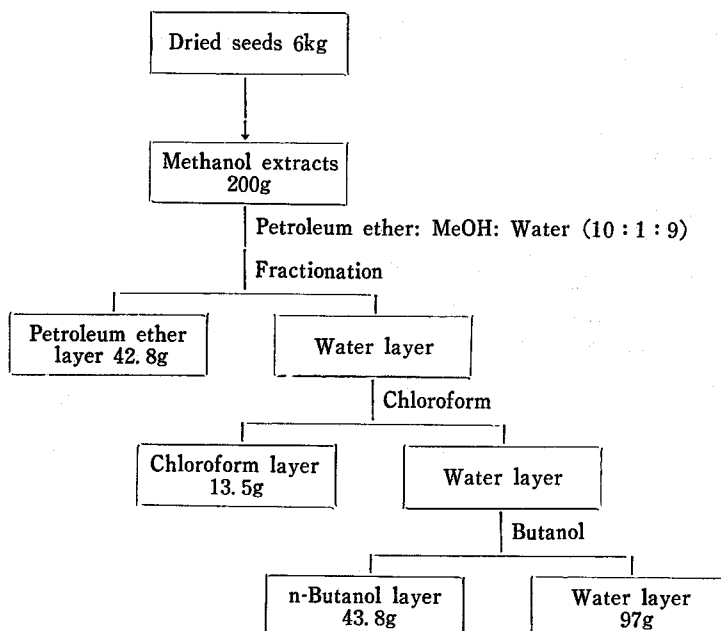 Dried seeds 6kg
Methanol extracts
200g
Petroleum ether: MeOH: Water (10 : 1 : 9)
Fractionation
Petroleum ether
layer 42.8g
Water layer
Chloroform
Chloroform layer
13.5g
Water layer
Butanol
n-Butanol layer
43.8g
Water layer
97g